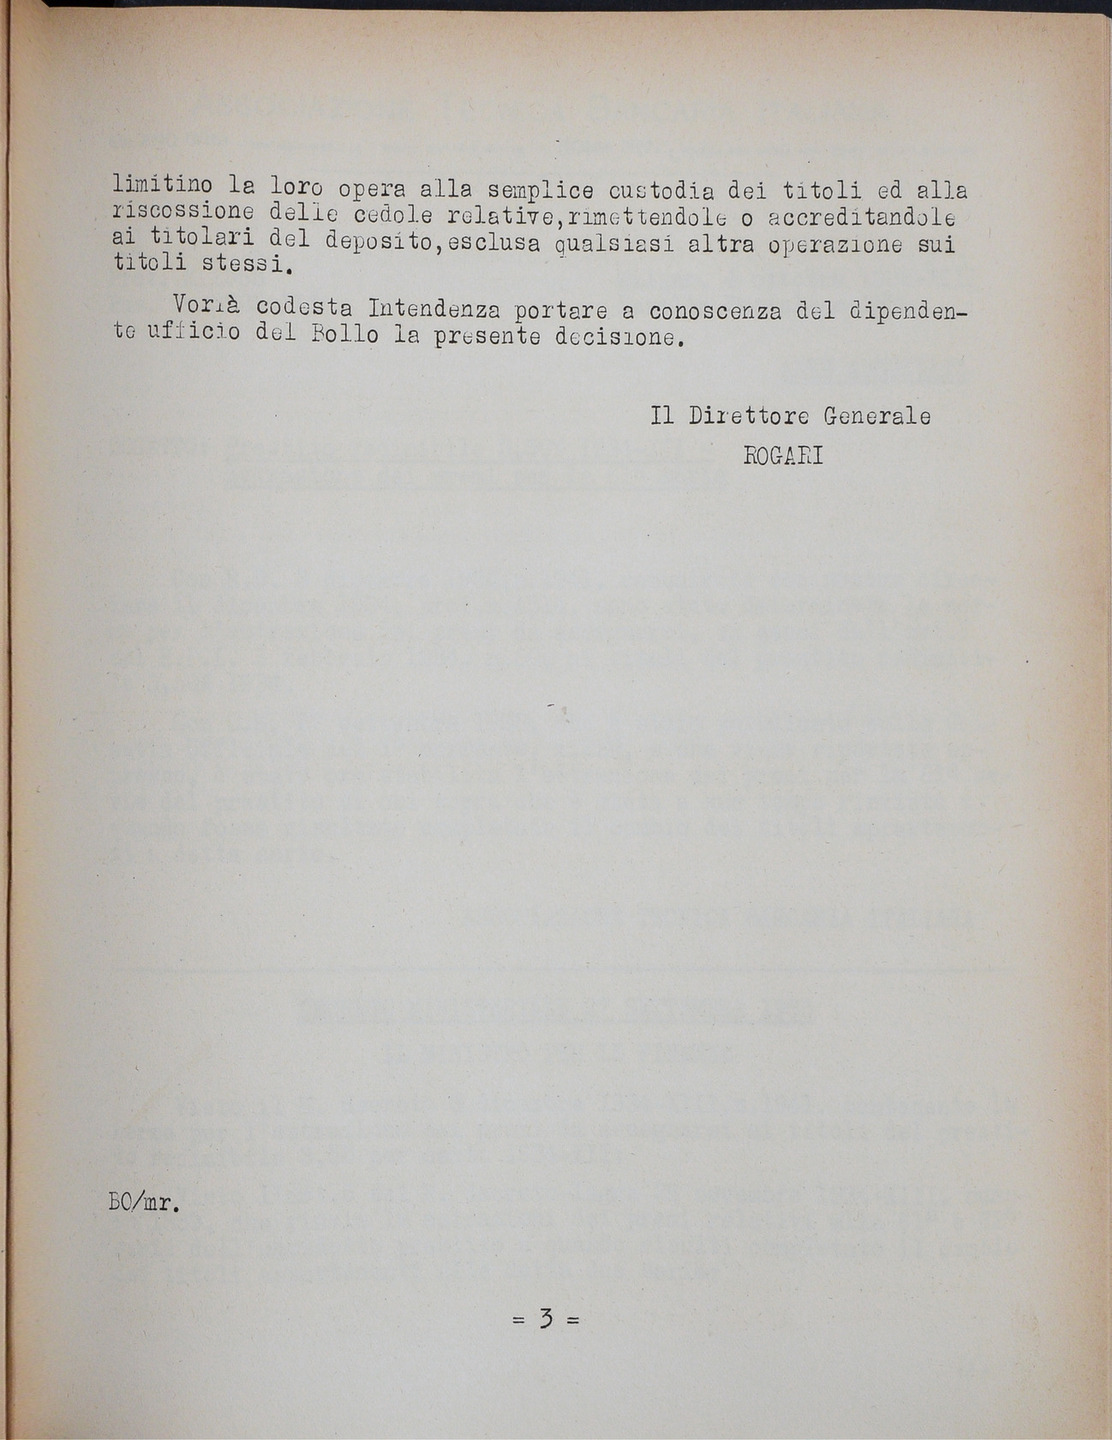 limitino la loro opera alla semplice custodia dei titoli ed alla
riscossione delle cedole relative,rimettendole o accreditandole
ai titolari del deposito,esclusa qualsiasi altra operazione sui
titoli stessi.
Vorrà codesta Intendenza portare a conoscenza del dipenden-
te ufficio del Bollo la presente decisione.
Il Direttore Generale
ROGARI
BO/mr.
= 3 =